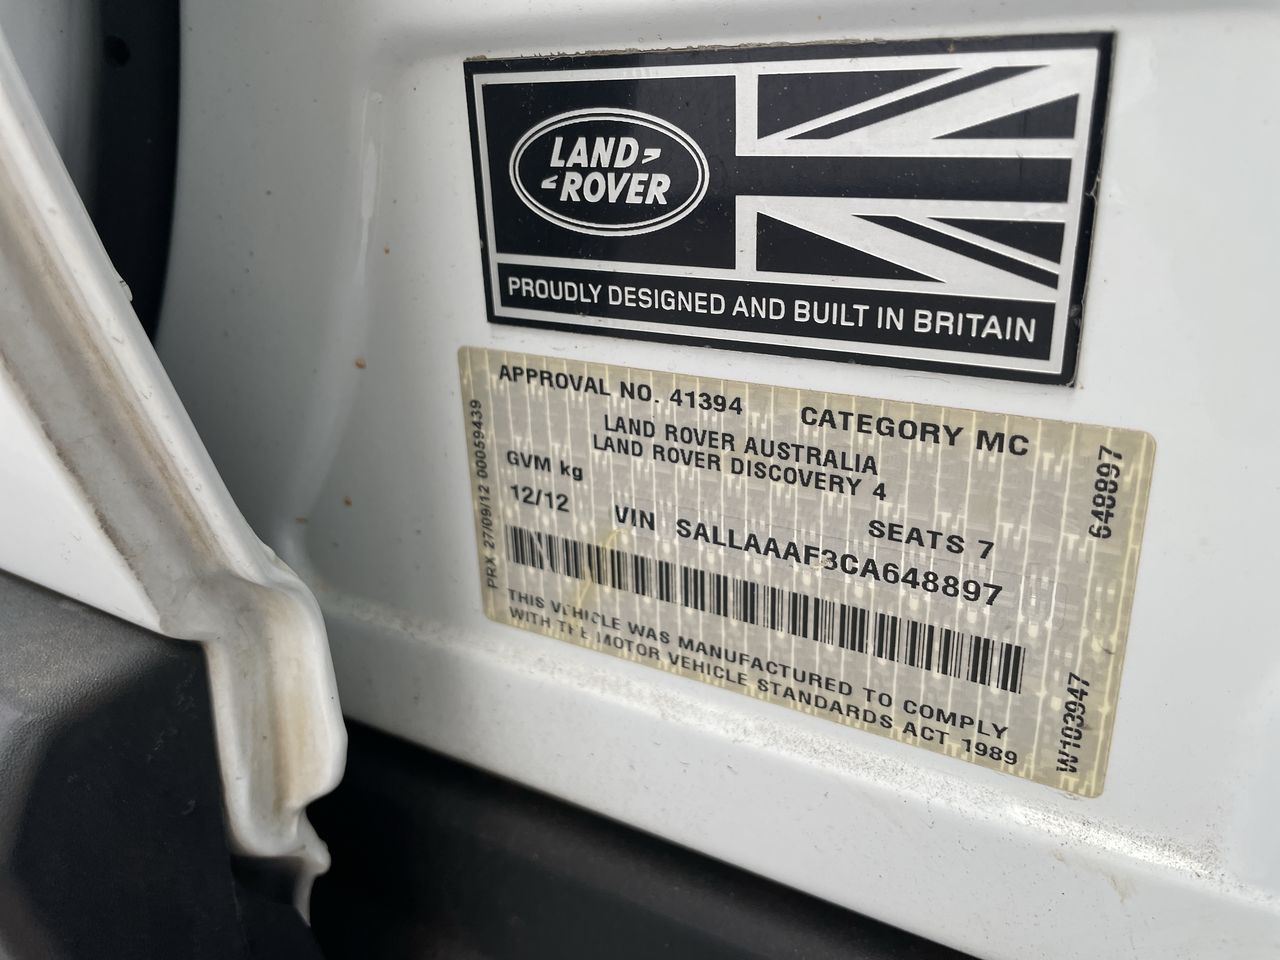 LAND
ROVER
PROUDLY DESIGNED AND BUILT IN BRITAIN
APPROVAL NO. 41394 CATEGORY MC
LAND ROVER AUSTRALIA
LAND ROVER DISCOVERY 4
GVM kg
12/12 SEATS 7
VIN SALLAAAF3CA648897
THIS VEHICLE WAS MANUFACTURED TO COMPLY
WITH THE MOTOR VEHICLE STANDARDS ACT 1989
PRX 27/09/12 00059439
648897
W103947